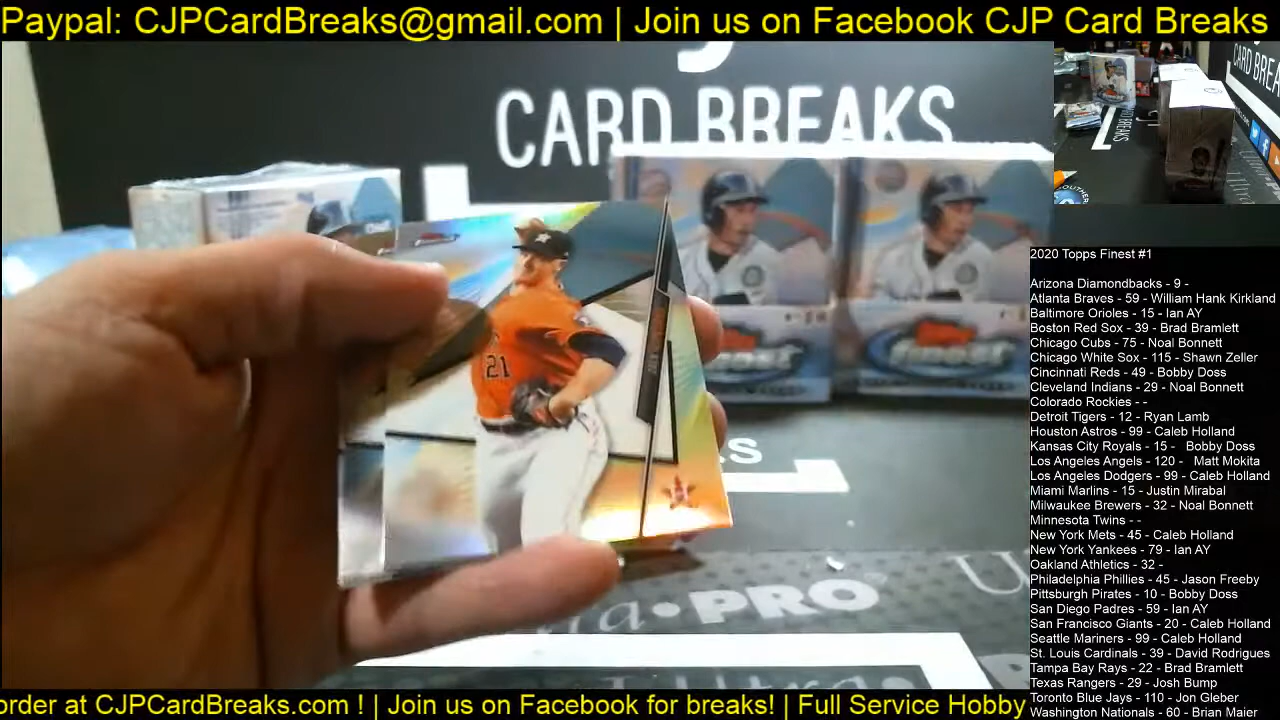 Paypal: CJPCardBreaks@gmail.com | Join us on Facebook CJP Card Breaks
CARD BREAKS
CARD BREA
21
finest
PRO
2020 Topps Finest #1
Arizona Diamondbacks - 9 -
Atlanta Braves - 59 - William Hank Kirkland
Baltimore Orioles - 15 - Ian AY
Boston Red Sox - 39 - Brad Bramlett
Chicago Cubs - 75 - Noal Bonnett
Chicago White Sox - 115 - Shawn Zeller
Cincinnati Reds - 49 - Bobby Doss
Cleveland Indians - 29 - Noal Bonnett
Colorado Rockies - -
Detroit Tigers - 12 - Ryan Lamb
Houston Astros - 99 - Caleb Holland
Kansas City Royals - 15 - Bobby Doss
Los Angeles Angels - 120 - Matt Mokita
Los Angeles Dodgers - 99 - Caleb Holland
Miami Marlins - 15 - Justin Mirabal
Milwaukee Brewers - 32 - Noal Bonnett
Minnesota Twins - -
New York Mets - 45 - Caleb Holland
New York Yankees - 79 - Ian AY
Oakland Athletics - 32 -
Philadelphia Phillies - 45 - Jason Freeby
Pittsburgh Pirates - 10 - Bobby Doss
San Diego Padres - 59 - Ian AY
San Francisco Giants - 20 - Caleb Holland
Seattle Mariners - 99 - Caleb Holland
St. Louis Cardinals - 39 - David Rodrigues
Tampa Bay Rays - 22 - Brad Bramlett
Texas Rangers - 29 - Josh Bump
Toronto Blue Jays - 110 - Jon Gleber
Washington Nationals - 60 - Brian Maier
order at CJPCardBreaks.com ! | Join us on Facebook for breaks! | Full Service Hobby